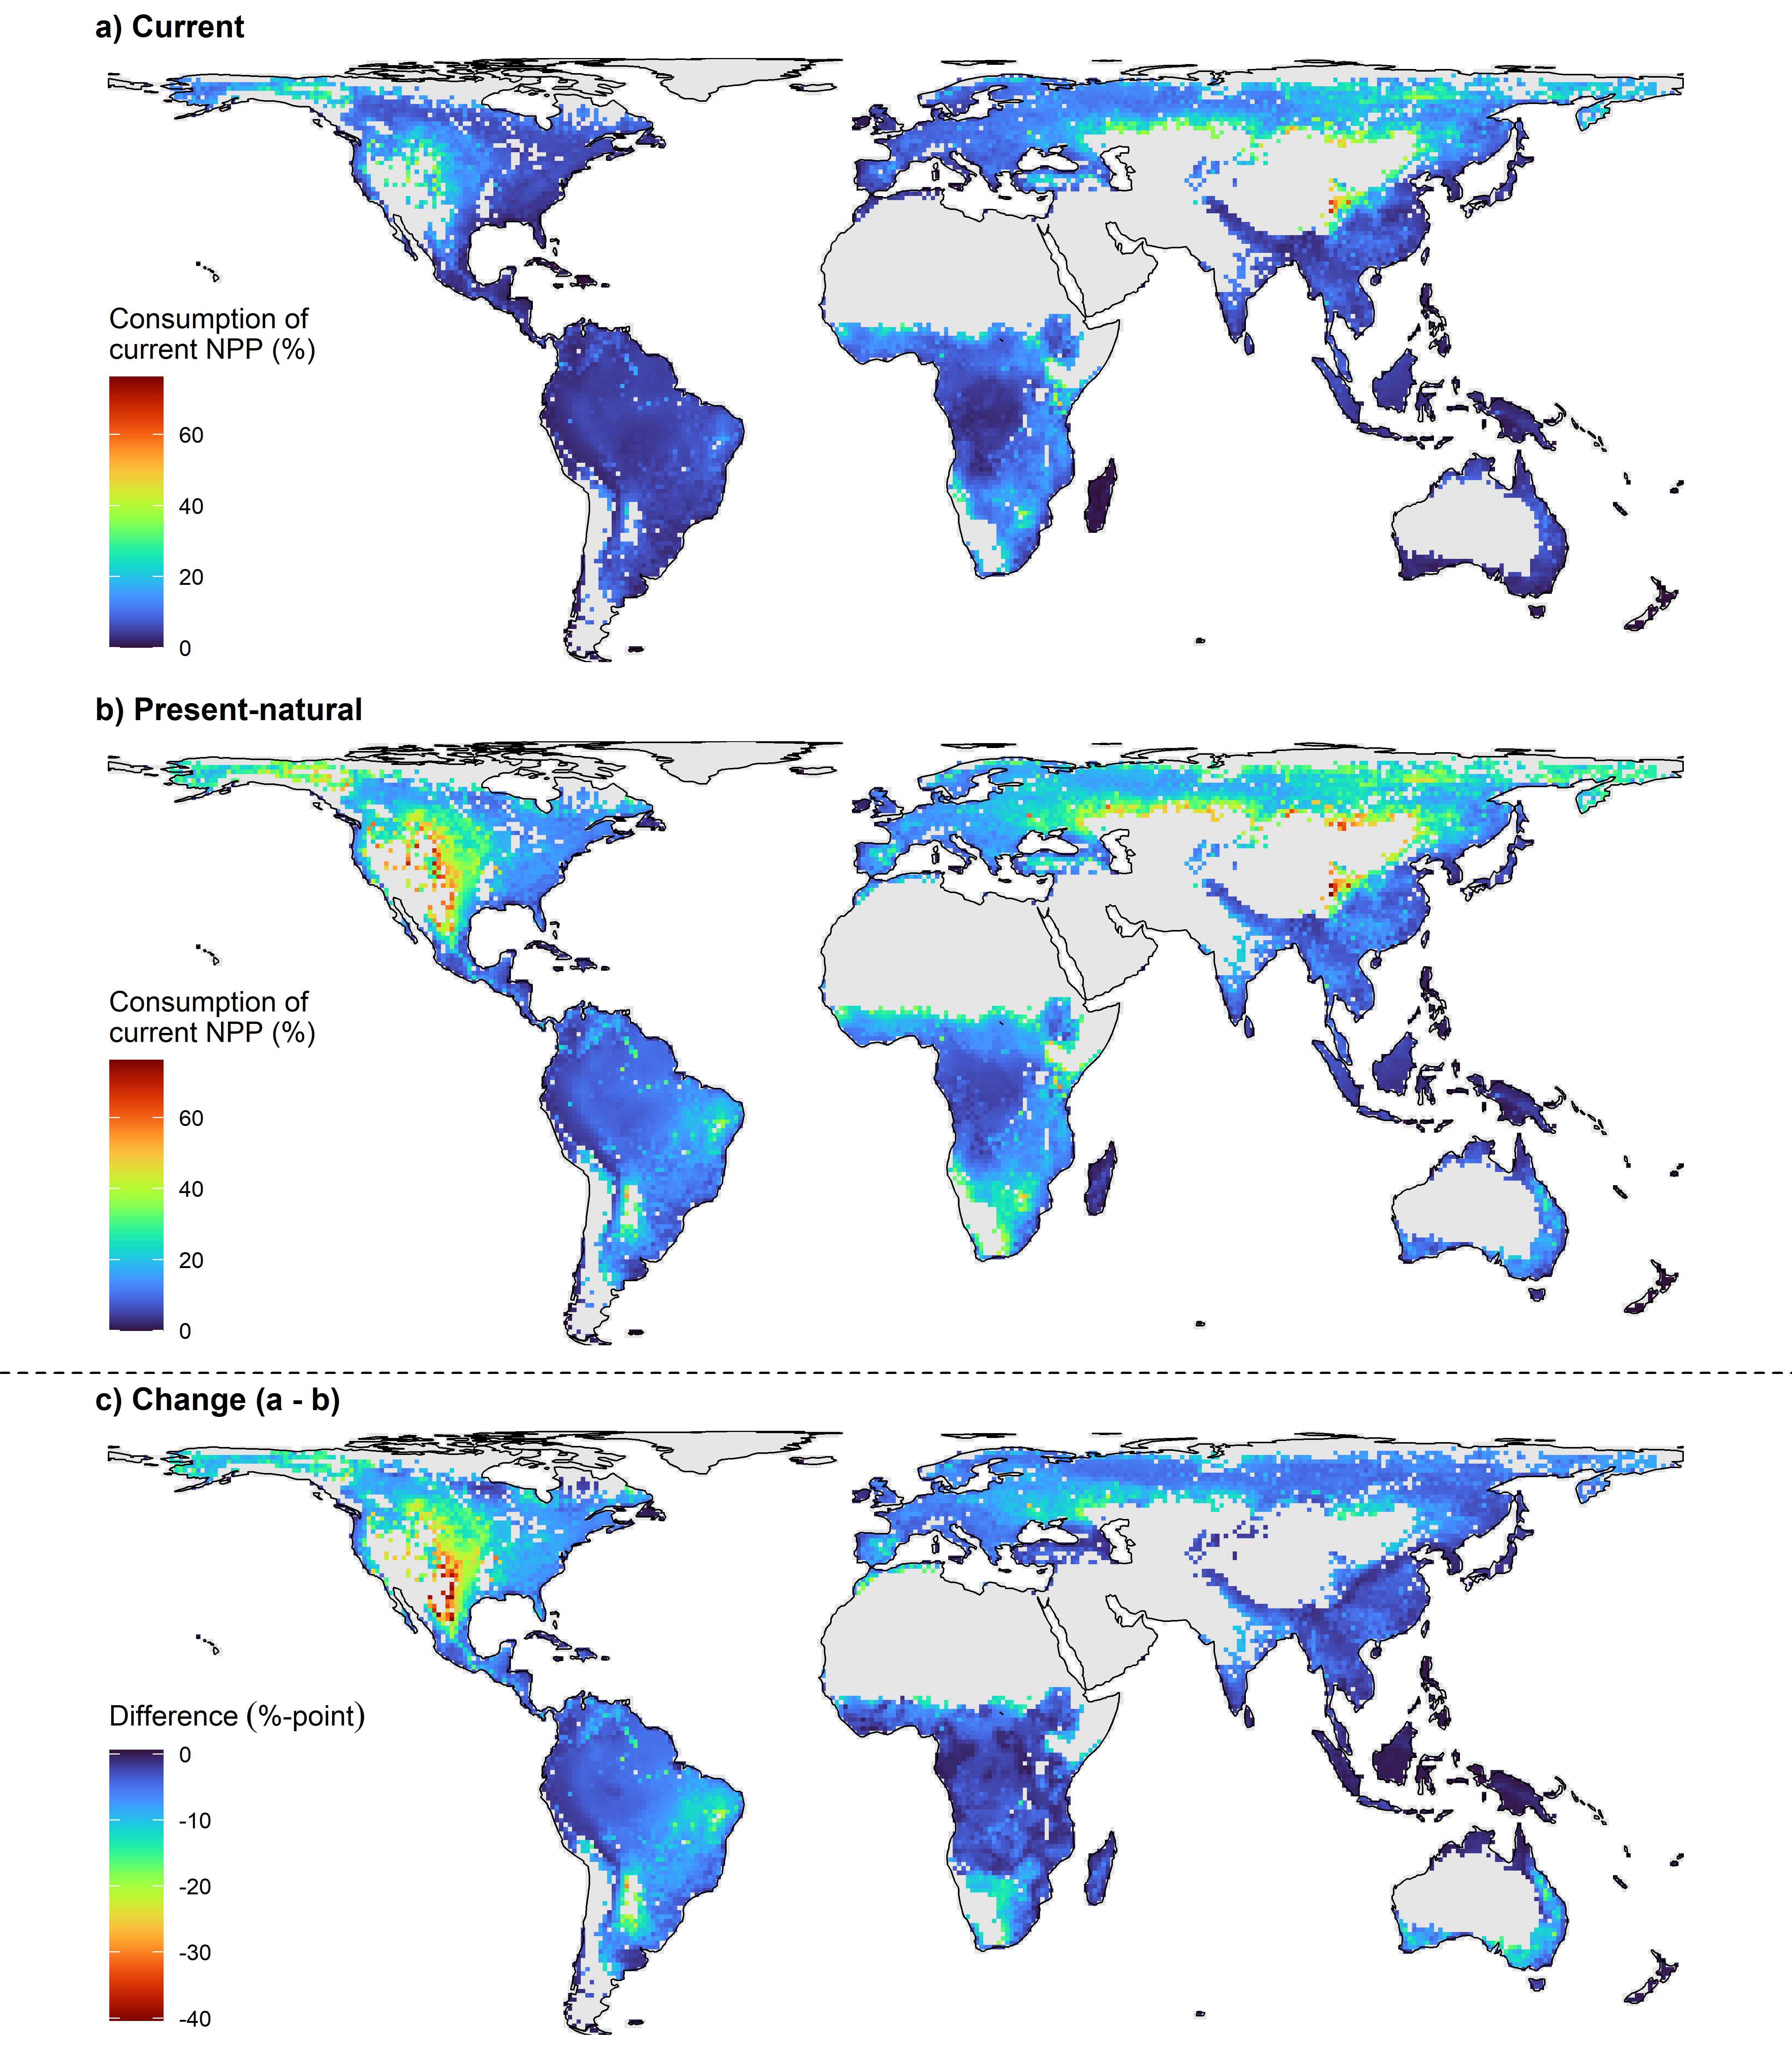 a) Current
Consumption of
current NPP (%)
60
40
20
0
b) Present-natural
Consumption of
current NPP (%)
60
40
20
0
c) Change (a - b)
Difference (%-point)
0
-10
-20
-30
-40